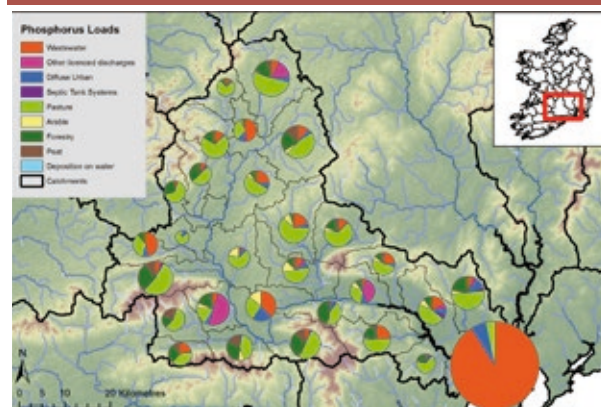 Phosphorus Loads
Wastewater
Other licenced discharges
Diffuse Urban
Septic Tank Systems
Pasture
Arable
Forestry
Peat
Deposition on water
Catchments
N
0 5 10 20 Kilometres